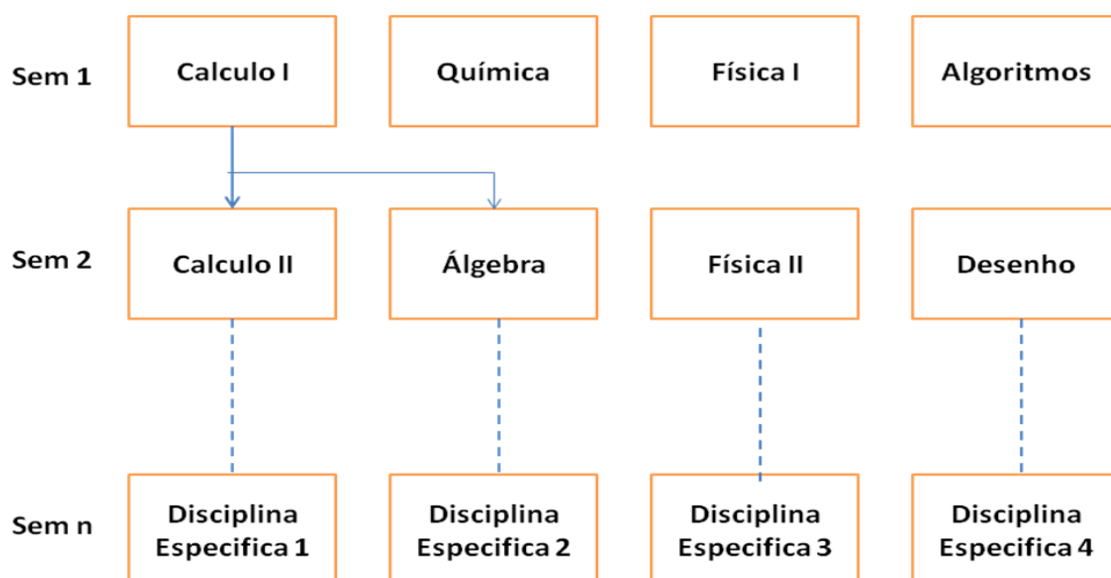 Sem 1
Calculo I
Química
Física I
Algoritmos
Sem 2
Calculo II
Álgebra
Física II
Desenho
Sem n
Disciplina
Especifica 1
Disciplina
Especifica 2
Disciplina
Especifica 3
Disciplina
Especifica 4